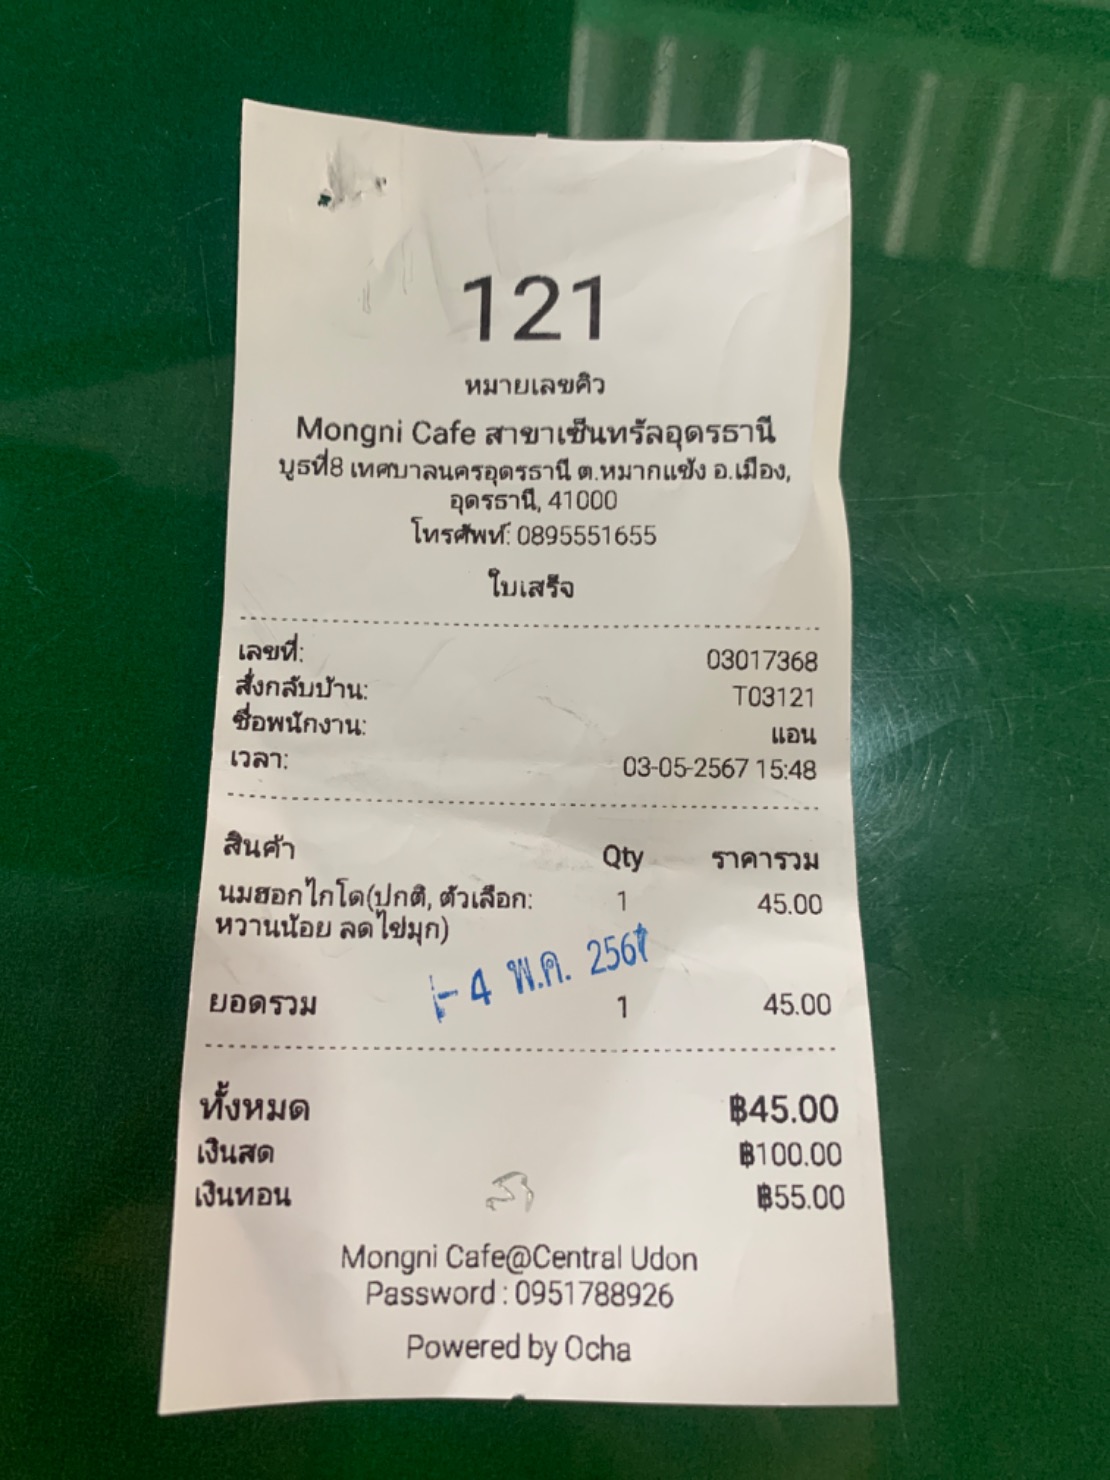 121
หมายเลขคิว
Mongni Cafe สาขาเซ็นทรัลอุดรธานี
บูธที่8 เทศบาลนครอุดรธานี ต.หมากแข้ง อ.เมือง,
อุดรธานี, 41000
โทรศัพท์: 0895551655
ใบเสร็จ
เลขที่: 03017368
สั่งกลับบ้าน: T03121
ชื่อพนักงาน: แอน
เวลา: 03-05-2567 15:48
สินค้า Qty ราคารวม
นมฮอกไกโด(ปกติ, ตัวเลือก: 1 45.00
หวานน้อย ลดไข่มุก)
- 4 พ.ค. 2567
ยอดรวม 1 45.00
ทั้งหมด ฿45.00
เงินสด ฿100.00
เงินทอน ฿55.00
Mongni Cafe@Central Udon
Password : 0951788926
Powered by Ocha